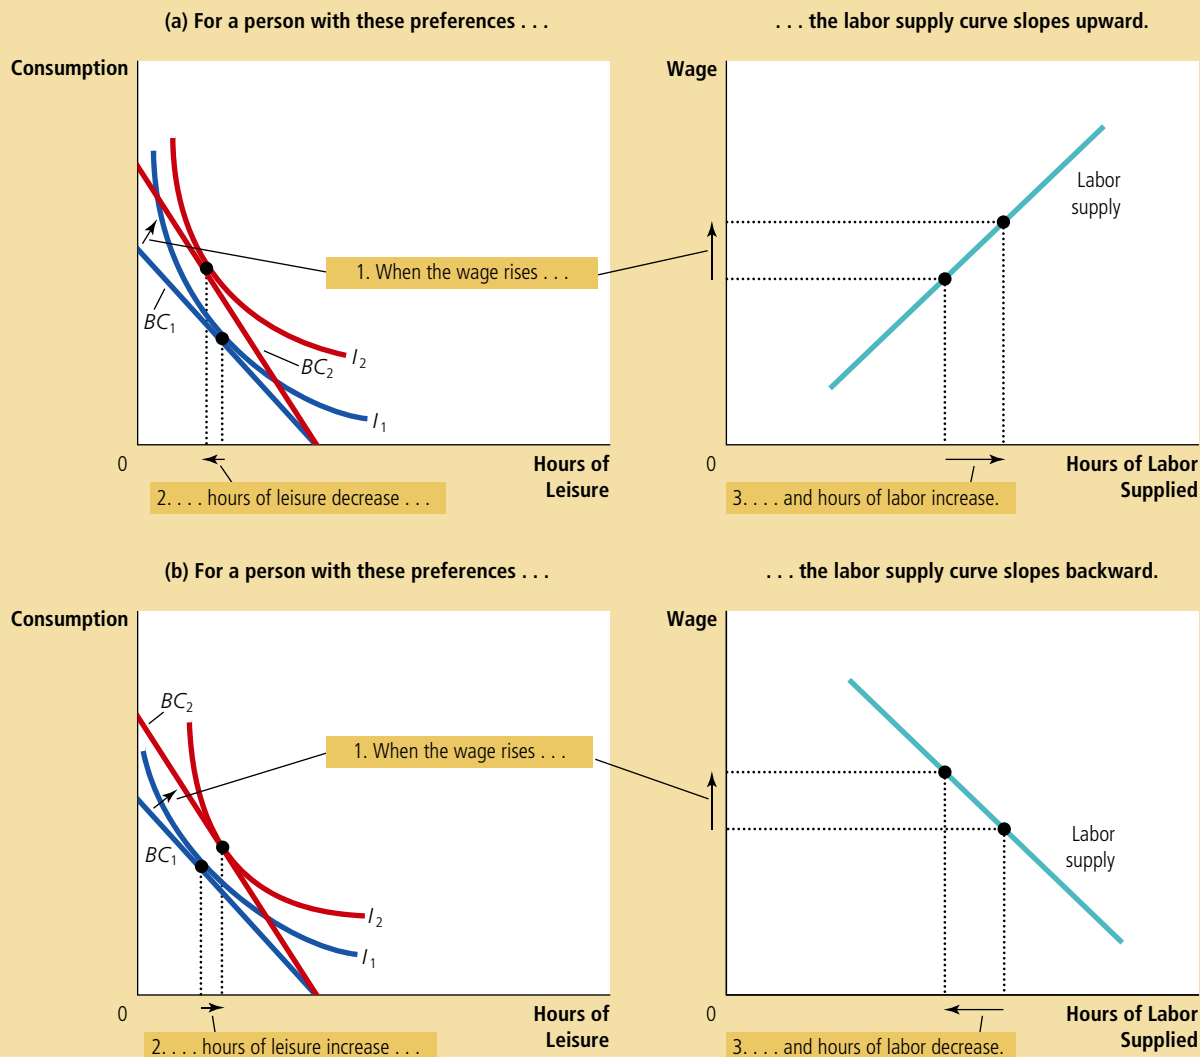 (a) For a person with these preferences . . .
. . . the labor supply curve slopes upward.
Consumption
BC₁
BC₂
I₂
I₁
0
Hours of
Leisure
1. When the wage rises . . .
2. . . . hours of leisure decrease . . .
Wage
Labor
supply
0
Hours of Labor
Supplied
3. . . . and hours of labor increase.
(b) For a person with these preferences . . .
. . . the labor supply curve slopes backward.
Consumption
BC₂
1. When the wage rises . . .
BC₁
I₂
I₁
0
Hours of
Leisure
2. . . . hours of leisure increase . . .
Wage
Labor
supply
0
Hours of Labor
Supplied
3. . . . and hours of labor decrease.